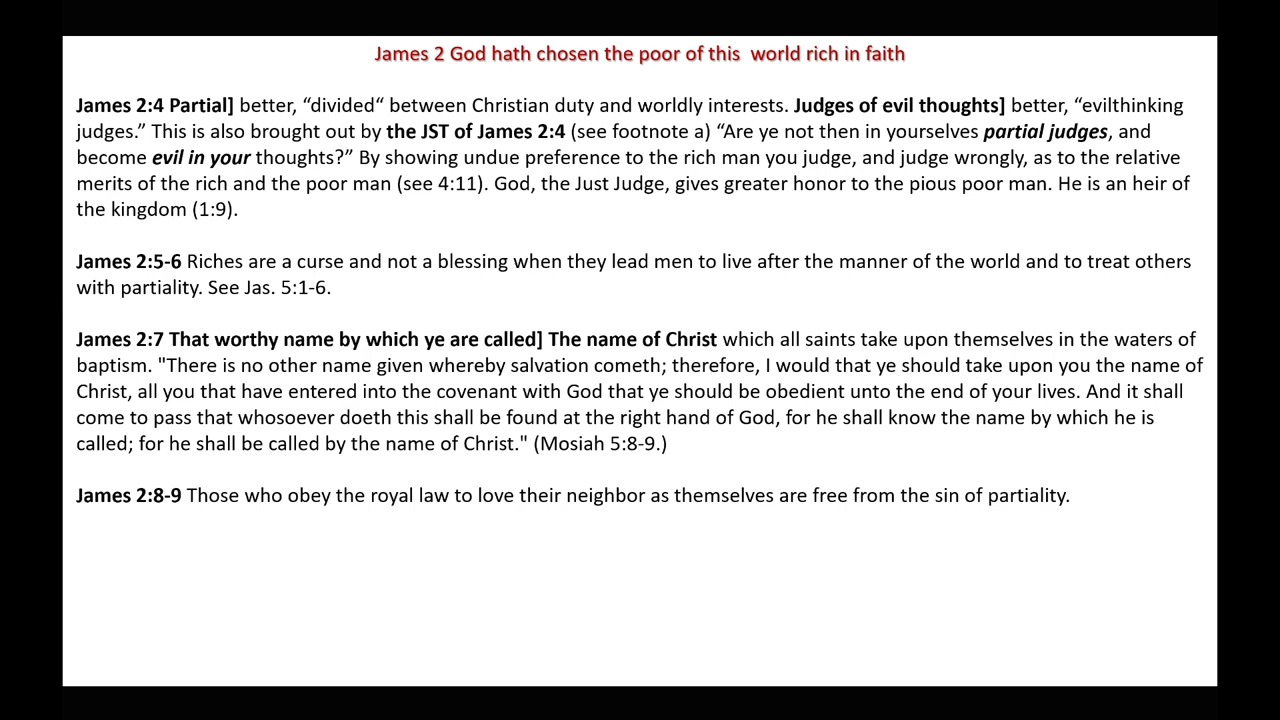 James 2 God hath chosen the poor of this  world rich in faith
James 2:4 Partial] better, “divided“ between Christian duty and worldly interests. Judges of evil thoughts] better, “evilthinking
judges.” This is also brought out by the JST of James 2:4 (see footnote a) “Are ye not then in yourselves partial judges, and
become evil in your thoughts?” By showing undue preference to the rich man you judge, and judge wrongly, as to the relative
merits of the rich and the poor man (see 4:11). God, the Just Judge, gives greater honor to the pious poor man. He is an heir of
the kingdom (1:9).
James 2:5-6 Riches are a curse and not a blessing when they lead men to live after the manner of the world and to treat others
with partiality. See Jas. 5:1-6.
James 2:7 That worthy name by which ye are called] The name of Christ which all saints take upon themselves in the waters of
baptism. "There is no other name given whereby salvation cometh; therefore, I would that ye should take upon you the name of
Christ, all you that have entered into the covenant with God that ye should be obedient unto the end of your lives. And it shall
come to pass that whosoever doeth this shall be found at the right hand of God, for he shall know the name by which he is
called; for he shall be called by the name of Christ." (Mosiah 5:8-9.)
James 2:8-9 Those who obey the royal law to love their neighbor as themselves are free from the sin of partiality.